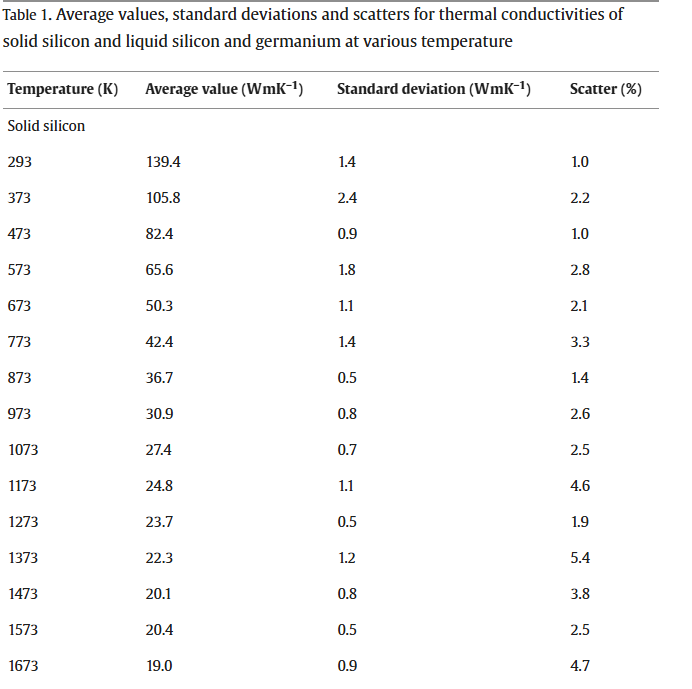 Table 1. Average values, standard deviations and scatters for thermal conductivities of
solid silicon and liquid silicon and germanium at various temperature
Temperature (K) Average value (WmK⁻¹) Standard deviation (WmK⁻¹) Scatter (%)
Solid silicon
293 139.4 1.4 1.0
373 105.8 2.4 2.2
473 82.4 0.9 1.0
573 65.6 1.8 2.8
673 50.3 1.1 2.1
773 42.4 1.4 3.3
873 36.7 0.5 1.4
973 30.9 0.8 2.6
1073 27.4 0.7 2.5
1173 24.8 1.1 4.6
1273 23.7 0.5 1.9
1373 22.3 1.2 5.4
1473 20.1 0.8 3.8
1573 20.4 0.5 2.5
1673 19.0 0.9 4.7